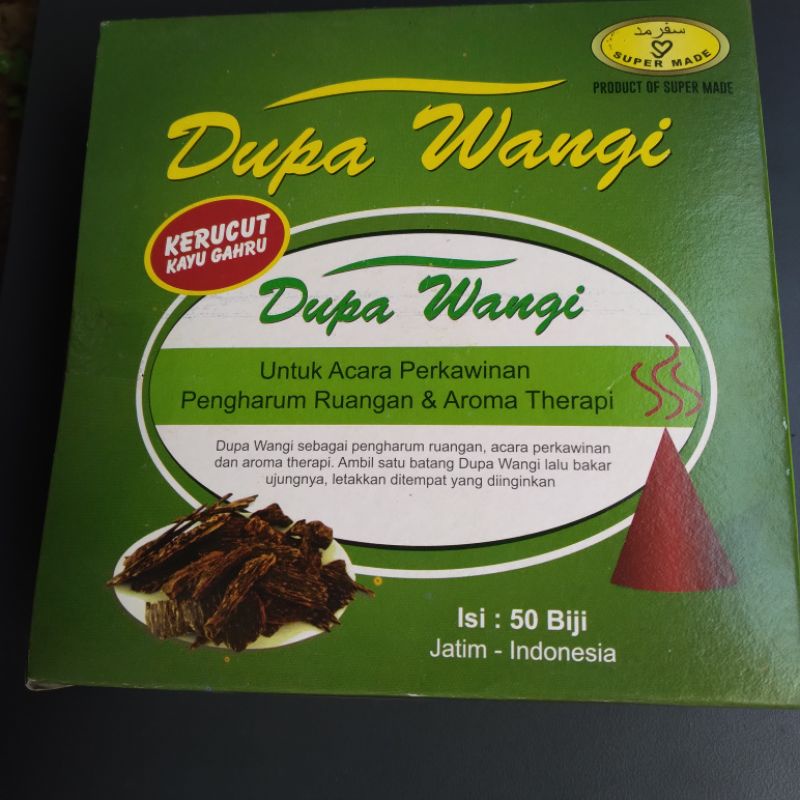 سفرمد
SUPER MADE
PRODUCT OF SUPER MADE
Dupa Wangi
KERUCUT
KAYU GAHRU
Dupa Wangi
Untuk Acara Perkawinan
Pengharum Ruangan & Aroma Therapi
Dupa Wangi sebagai pengharum ruangan, acara perkawinan
dan aroma therapi. Ambil satu batang Dupa Wangi lalu bakar
ujungnya, letakkan ditempat yang diinginkan
Isi : 50 Biji
Jatim - Indonesia